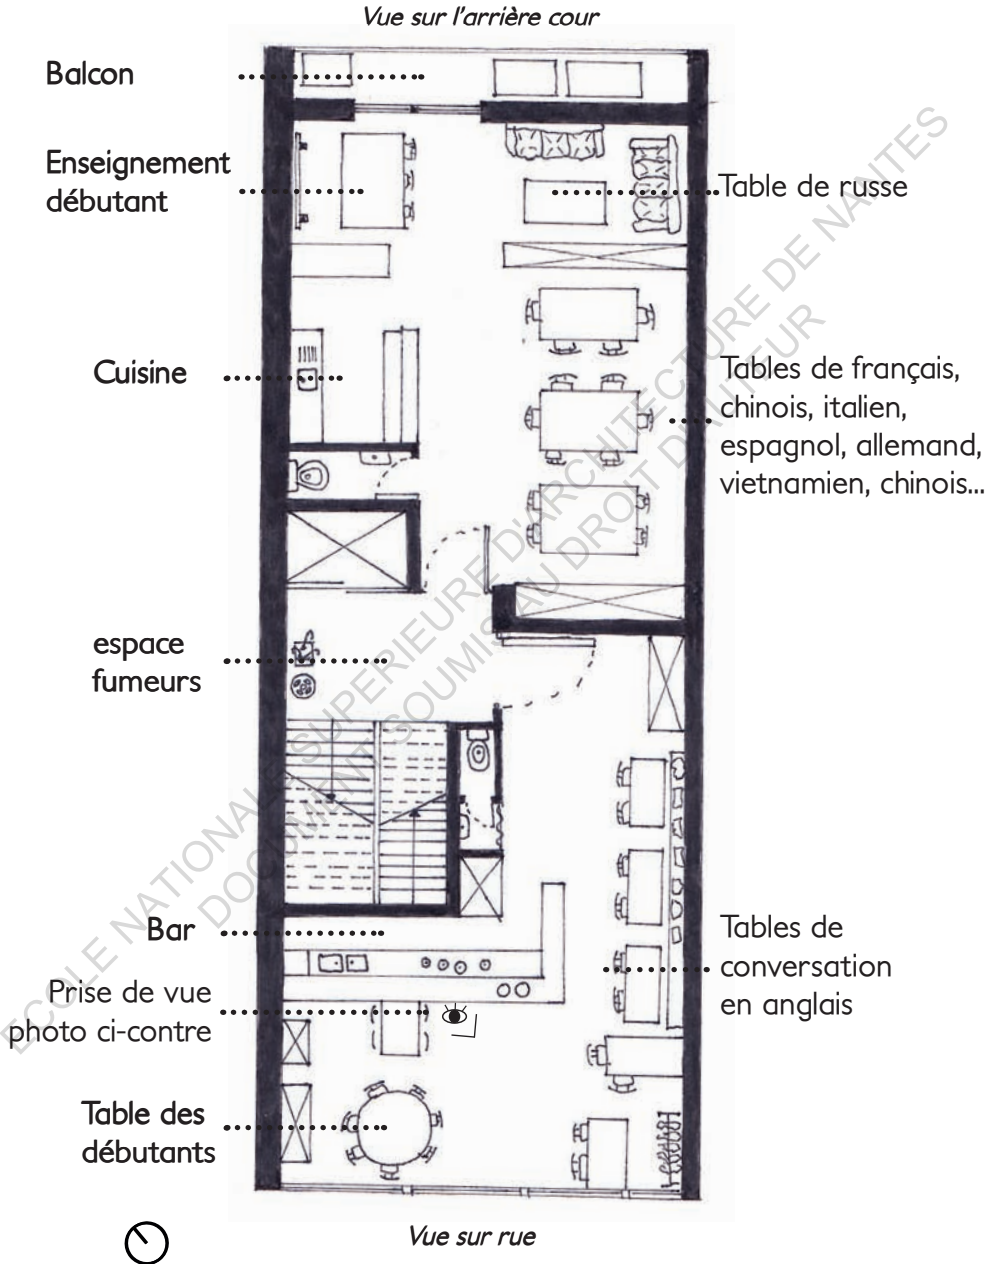 Vue sur l'arrière cour
Balcon
Enseignement
débutant
Table de russe
Cuisine
Tables de français,
chinois, italien,
espagnol, allemand,
vietnamien, chinois...
espace
fumeurs
Bar
Tables de
conversation
en anglais
Prise de vue
photo ci-contre
Table des
débutants
Vue sur rue
ECOLE NATIONALE SUPERIEURE D'ARCHITECTURE DE NANTES
DOCUMENT SOUMIS AU DROIT D'AUTEUR